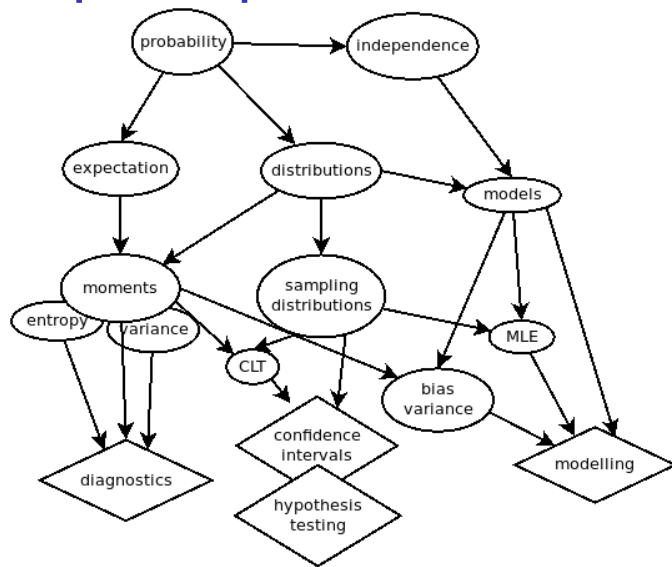 probability
independence
expectation
distributions
models
moments
sampling
distributions
entropy
variance
CLT
MLE
bias
variance
confidence
intervals
modelling
diagnostics
hypothesis
testing